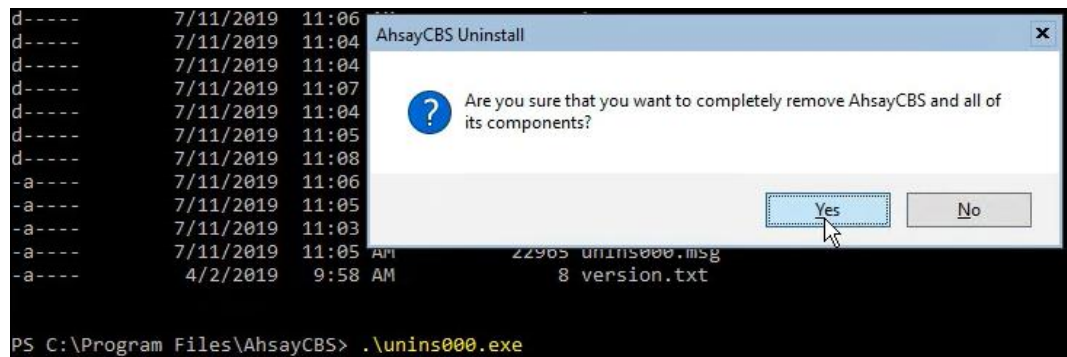 d----- 7/11/2019 11:06
d----- 7/11/2019 11:04
d----- 7/11/2019 11:04
d----- 7/11/2019 11:07
d----- 7/11/2019 11:04
d----- 7/11/2019 11:05
d----- 7/11/2019 11:08
-a---- 7/11/2019 11:06
-a---- 7/11/2019 11:05
-a---- 7/11/2019 11:03
-a---- 7/11/2019 11:05 AM 22965 unins000.msg
-a---- 4/2/2019 9:58 AM 8 version.txt
PS C:\Program Files\AhsayCBS> .\unins000.exe
AhsayCBS Uninstall
Are you sure that you want to completely remove AhsayCBS and all of
its components?
Yes
No